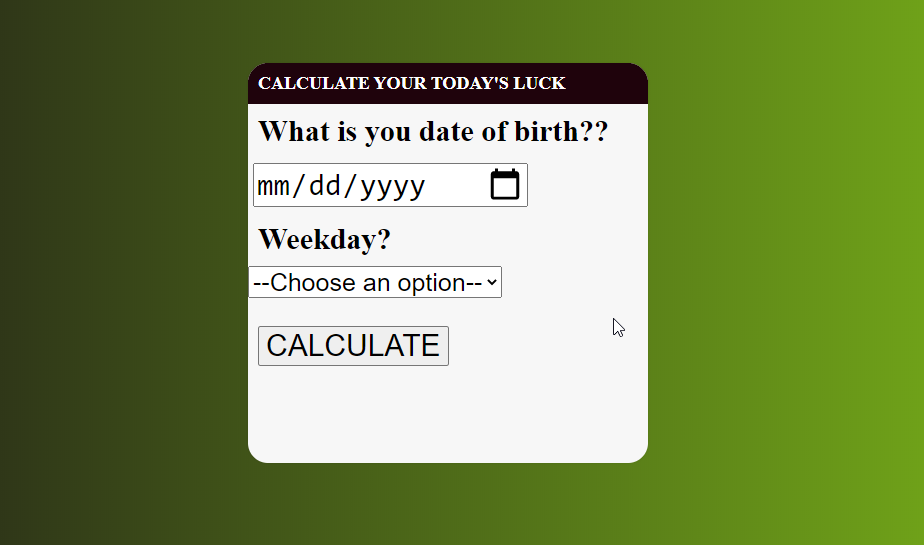 CALCULATE YOUR TODAY'S LUCK
What is you date of birth??
mm/dd/yyyy
Weekday?
--Choose an option--
CALCULATE